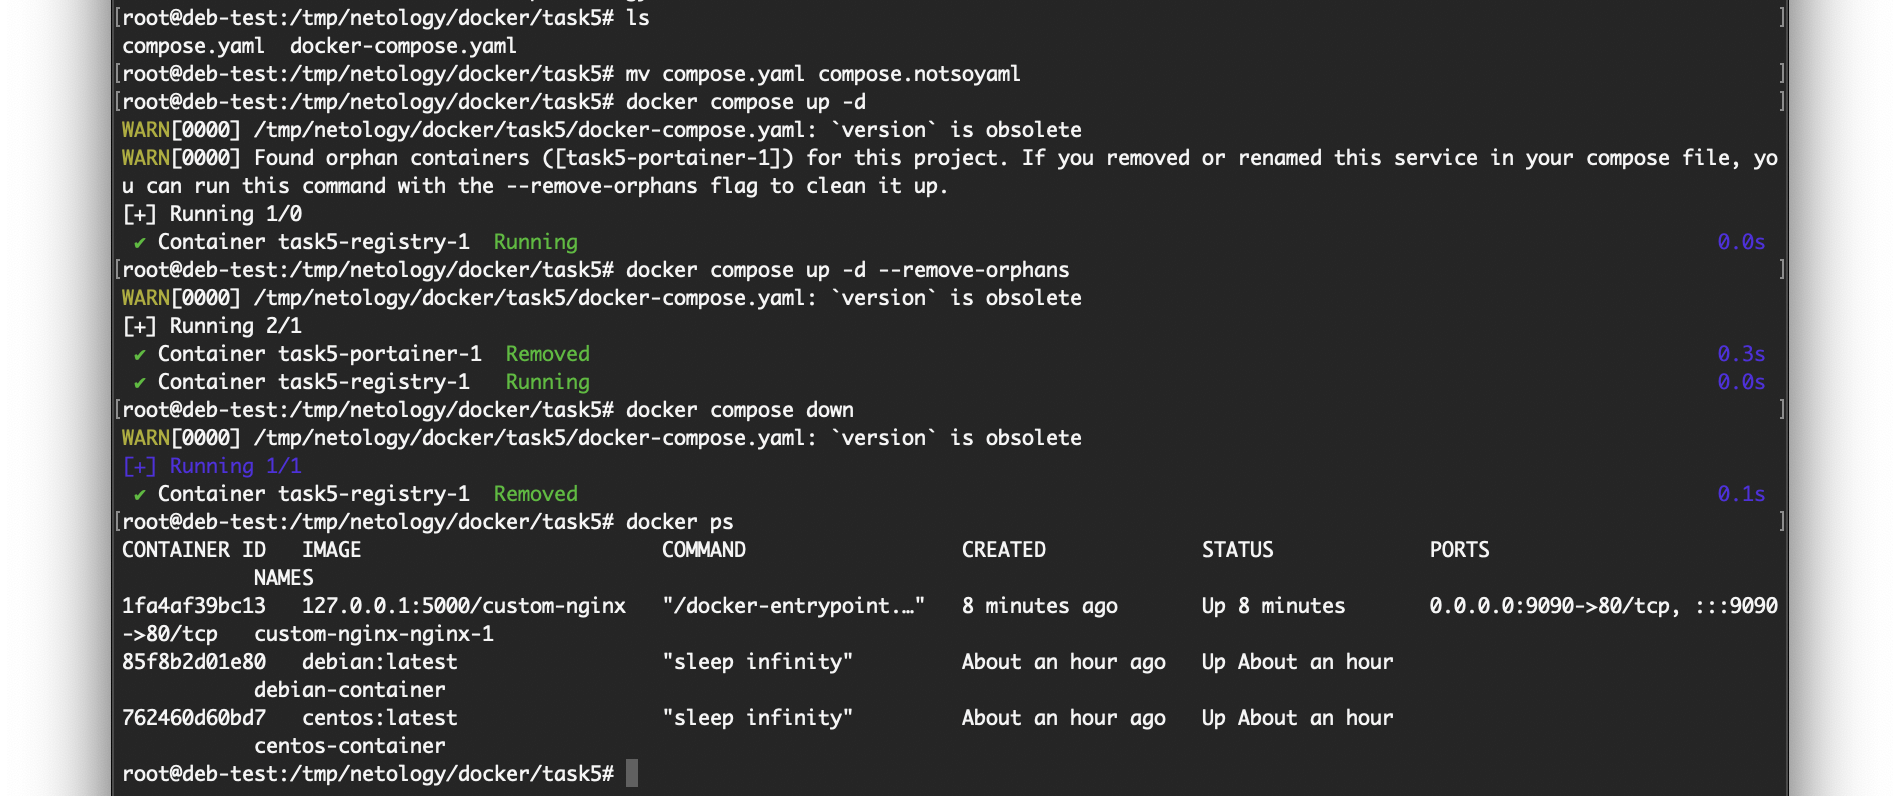 [root@deb-test:/tmp/netology/docker/task5# ls ]
compose.yaml  docker-compose.yaml
[root@deb-test:/tmp/netology/docker/task5# mv compose.yaml compose.notsoyaml ]
[root@deb-test:/tmp/netology/docker/task5# docker compose up -d ]
WARN[0000] /tmp/netology/docker/task5/docker-compose.yaml: `version` is obsolete
WARN[0000] Found orphan containers ([task5-portainer-1]) for this project. If you removed or renamed this service in your compose file, yo
u can run this command with the --remove-orphans flag to clean it up.
[+] Running 1/0
✔ Container task5-registry-1  Running 0.0s
[root@deb-test:/tmp/netology/docker/task5# docker compose up -d --remove-orphans ]
WARN[0000] /tmp/netology/docker/task5/docker-compose.yaml: `version` is obsolete
[+] Running 2/1
✔ Container task5-portainer-1  Removed 0.3s
✔ Container task5-registry-1   Running 0.0s
[root@deb-test:/tmp/netology/docker/task5# docker compose down ]
WARN[0000] /tmp/netology/docker/task5/docker-compose.yaml: `version` is obsolete
[+] Running 1/1
✔ Container task5-registry-1  Removed 0.1s
[root@deb-test:/tmp/netology/docker/task5# docker ps ]
CONTAINER ID   IMAGE                         COMMAND                  CREATED             STATUS             PORTS
NAMES
1fa4af39bc13   127.0.0.1:5000/custom-nginx   "/docker-entrypoint.…"   8 minutes ago       Up 8 minutes       0.0.0.0:9090->80/tcp, :::9090
->80/tcp   custom-nginx-nginx-1
85f8b2d01e80   debian:latest                 "sleep infinity"         About an hour ago   Up About an hour
debian-container
762460d60bd7   centos:latest                 "sleep infinity"         About an hour ago   Up About an hour
centos-container
root@deb-test:/tmp/netology/docker/task5#